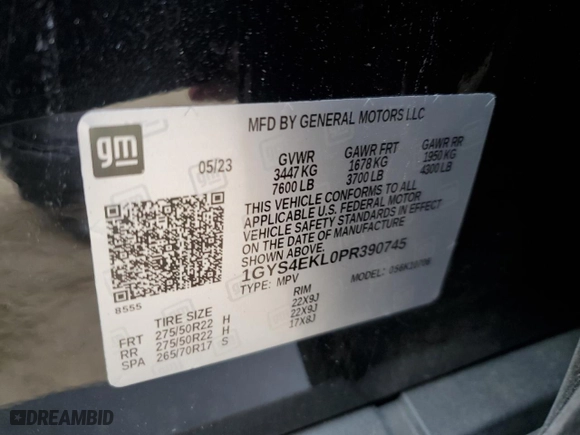 MFD BY GENERAL MOTORS LLC
gm
05/23
GVWR GAWR FRT GAWR RR
3447 KG 1678 KG 1950 KG
7600 LB 3700 LB 4300 LB
THIS VEHICLE CONFORMS TO ALL
APPLICABLE U.S. FEDERAL MOTOR
VEHICLE SAFETY STANDARDS IN EFFECT
ON THE DATE OF MANUFACTURE
SHOWN ABOVE.
1GYS4EKL0PR390745
TYPE: MPV MODEL:
8555
TIRE SIZE RIM
FRT 275/50R22 H 22X9J
RR 275/50R22 H 22X9J
SPA 265/70R17 S 17X8J
DREAMBID